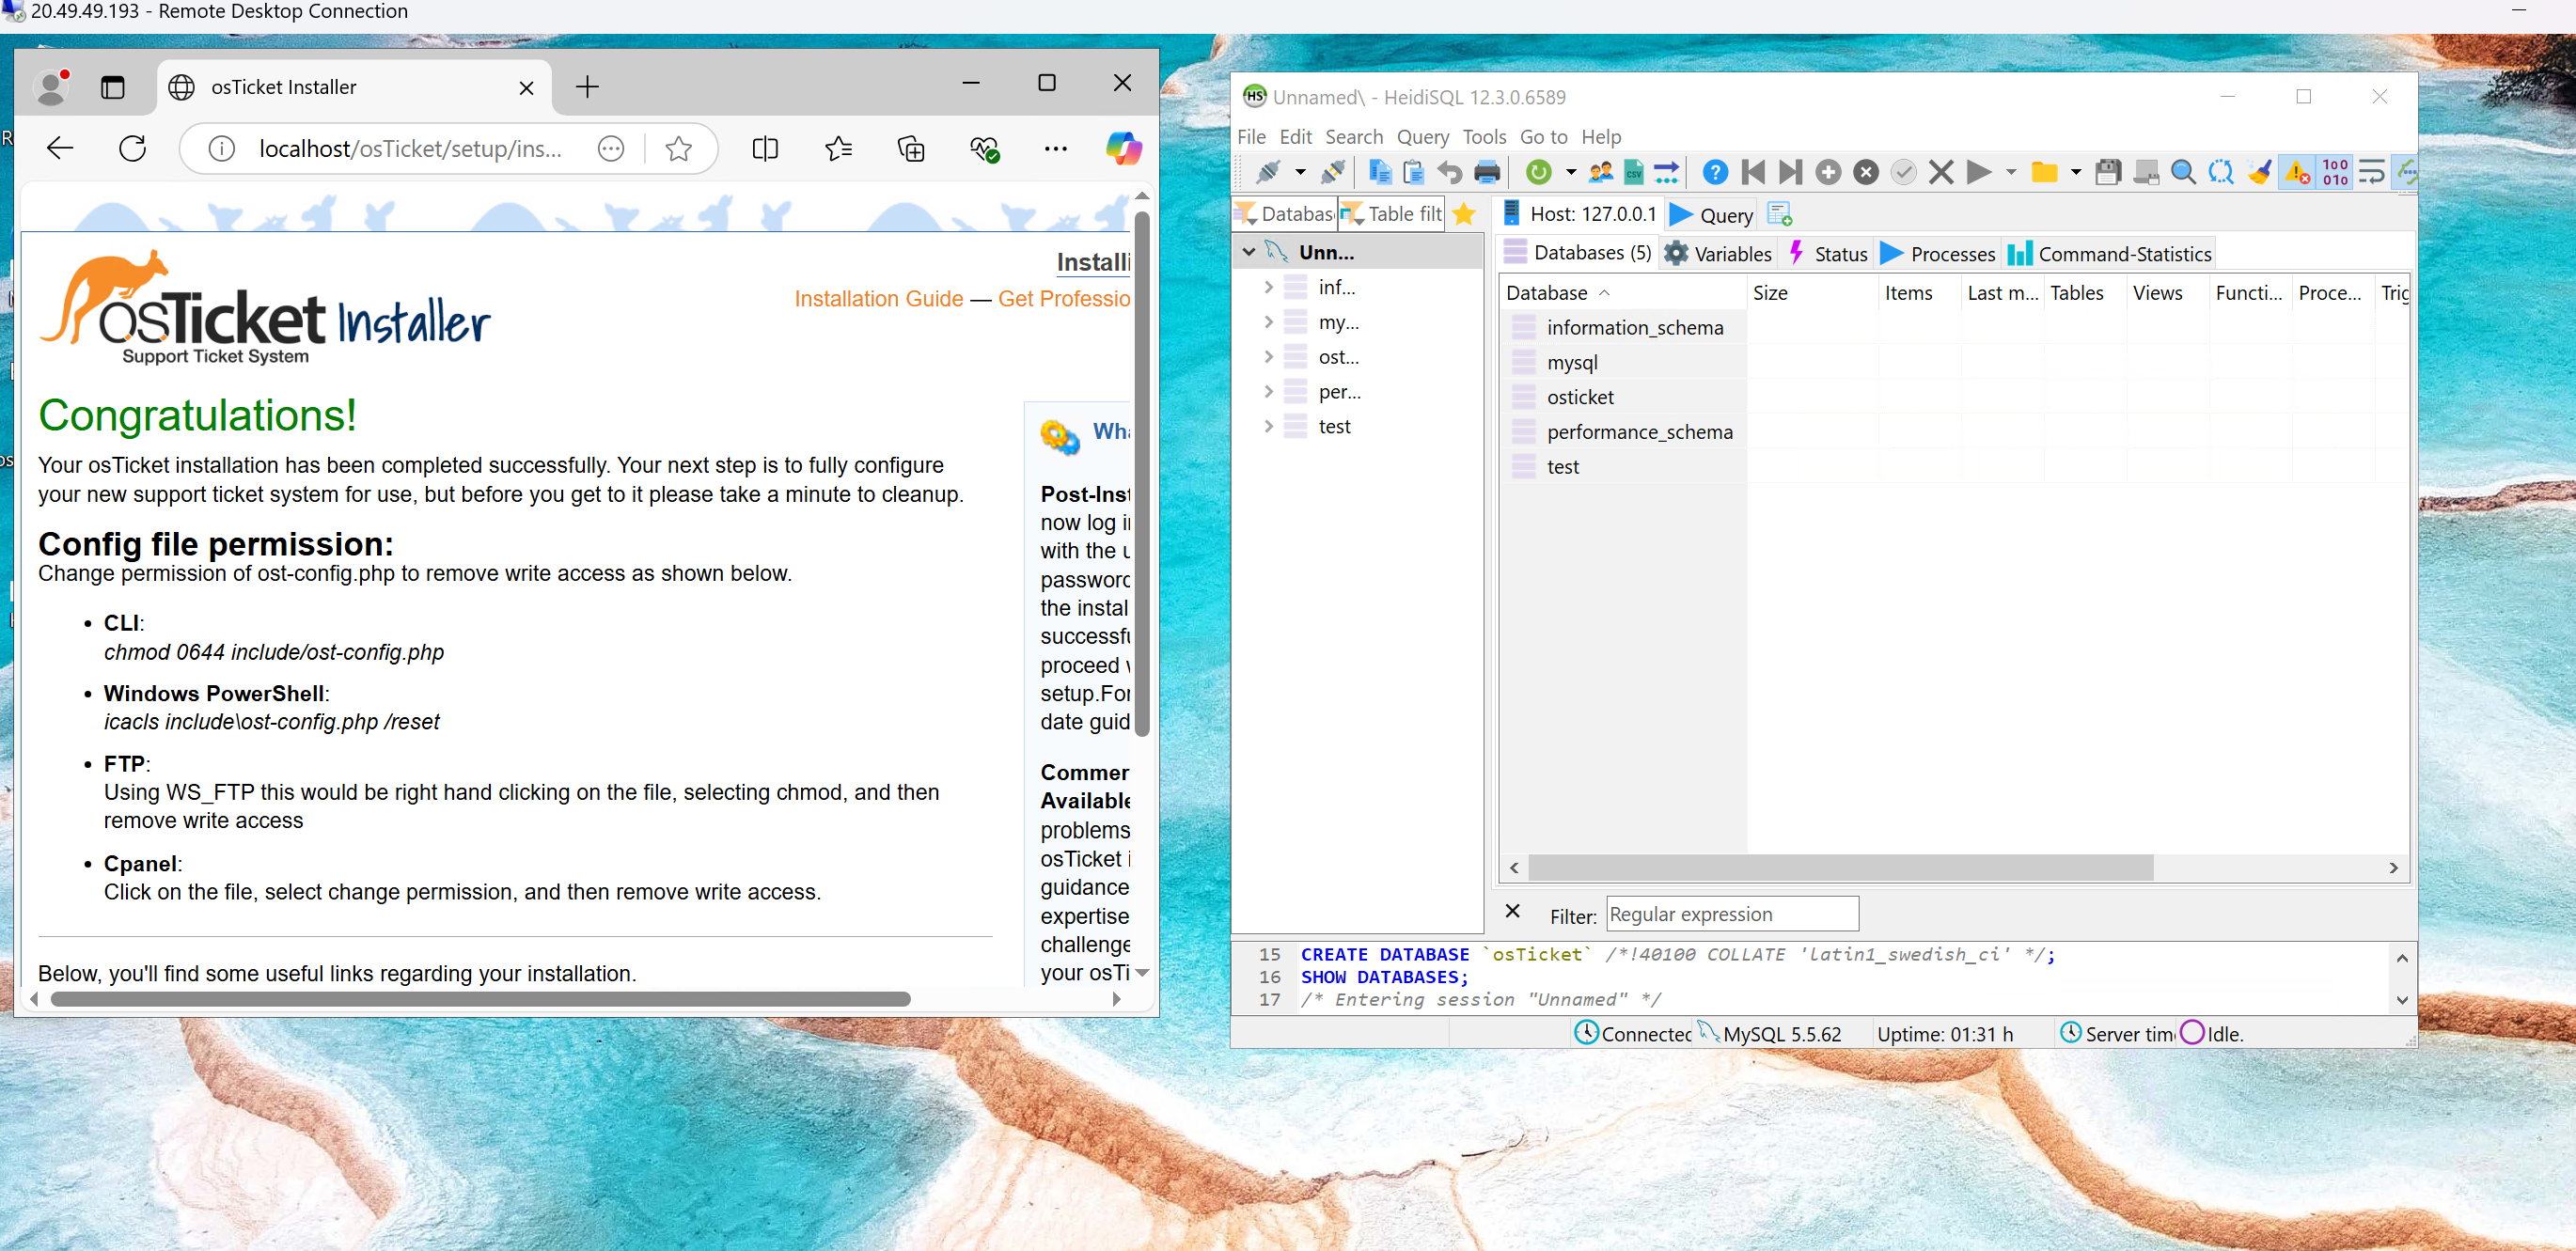 20.49.49.193 - Remote Desktop Connection
osTicket Installer
localhost/osTicket/setup/ins...
osTicket Installer
Support Ticket System
Installi
Installation Guide — Get Professio
Congratulations!
Your osTicket installation has been completed successfully. Your next step is to fully configure
your new support ticket system for use, but before you get to it please take a minute to cleanup.
Config file permission:
Change permission of ost-config.php to remove write access as shown below.
• CLI:
chmod 0644 include/ost-config.php
• Windows PowerShell:
icacls include\ost-config.php /reset
• FTP:
Using WS_FTP this would be right hand clicking on the file, selecting chmod, and then
remove write access
• Cpanel:
Click on the file, select change permission, and then remove write access.
Below, you'll find some useful links regarding your installation.
Wha
Post-Inst
now log i
with the u
password
the instal
successfu
proceed w
setup.For
date guid
Commer
Available
problems
osTicket i
guidance
expertise
challenge
your osTi
HS Unnamed\ - HeidiSQL 12.3.0.6589
File Edit Search Query Tools Go to Help
Databas Table filt
Host: 127.0.0.1 Query
Unn...
inf...
my...
ost...
per...
test
Databases (5) Variables Status Processes Command-Statistics
Database Size Items Last m... Tables Views Functi... Proce... Trig
information_schema
mysql
osticket
performance_schema
test
Filter: Regular expression
15 CREATE DATABASE `osTicket` /*!40100 COLLATE 'latin1_swedish_ci' */;
16 SHOW DATABASES;
17 /* Entering session "Unnamed" */
Connected MySQL 5.5.62 Uptime: 01:31 h Server tim Idle.